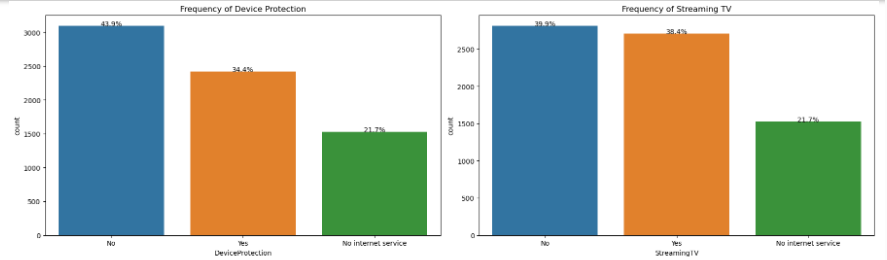 Frequency of Device Protection
43.9%
3000
34.4%
2500
2000
21.7%
1500
count
1000
500
0
No Yes No internet service
DeviceProtection
Frequency of Streaming TV
39.9%
38.4%
2500
2000
21.7%
1500
count
1000
500
0
No Yes No internet service
StreamingTV